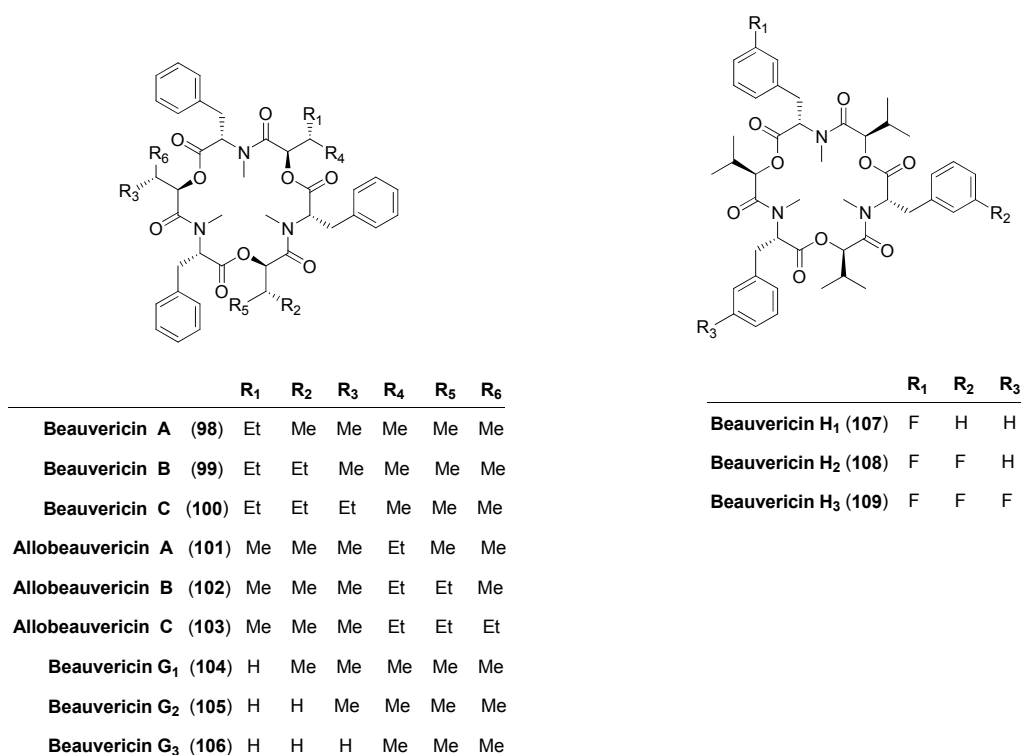 R1
O
O
R1
N
R4
O
O
R6
R3
O
O
N
N
O
O
O
O
R5
R2
R1
O
O
N
O
O
O
O
N
N
R2
O
O
O
R3
R1 R2 R3 R4 R5 R6
Beauvericin A (98) Et Me Me Me Me Me
Beauvericin B (99) Et Et Me Me Me Me
Beauvericin C (100) Et Et Et Me Me Me
Allobeauvericin A (101) Me Me Me Et Me Me
Allobeauvericin B (102) Me Me Me Et Et Me
Allobeauvericin C (103) Me Me Me Et Et Et
Beauvericin G1 (104) H Me Me Me Me Me
Beauvericin G2 (105) H H Me Me Me Me
Beauvericin G3 (106) H H H Me Me Me
R1 R2 R3
Beauvericin H1 (107) F H H
Beauvericin H2 (108) F F H
Beauvericin H3 (109) F F F